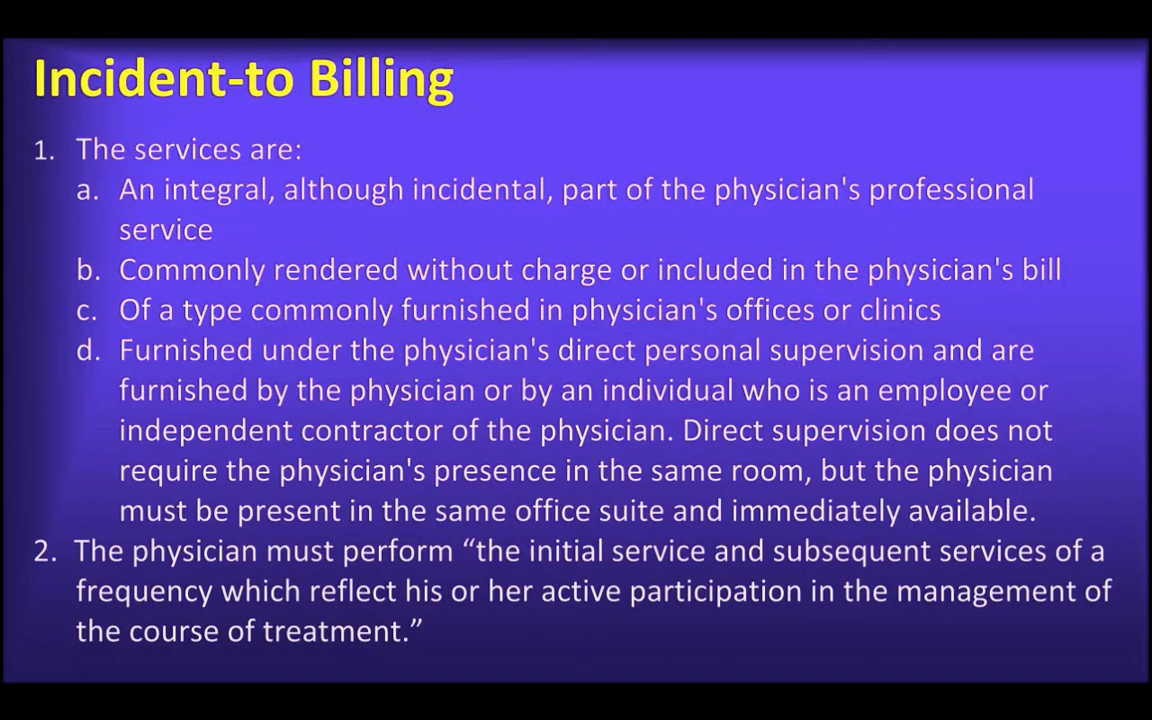 Incident-to Billing
1. The services are:
a. An integral, although incidental, part of the physician's professional
service
b. Commonly rendered without charge or included in the physician's bill
c. Of a type commonly furnished in physician's offices or clinics
d. Furnished under the physician's direct personal supervision and are
furnished by the physician or by an individual who is an employee or
independent contractor of the physician. Direct supervision does not
require the physician's presence in the same room, but the physician
must be present in the same office suite and immediately available.
2. The physician must perform “the initial service and subsequent services of a
frequency which reflect his or her active participation in the management of
the course of treatment.”